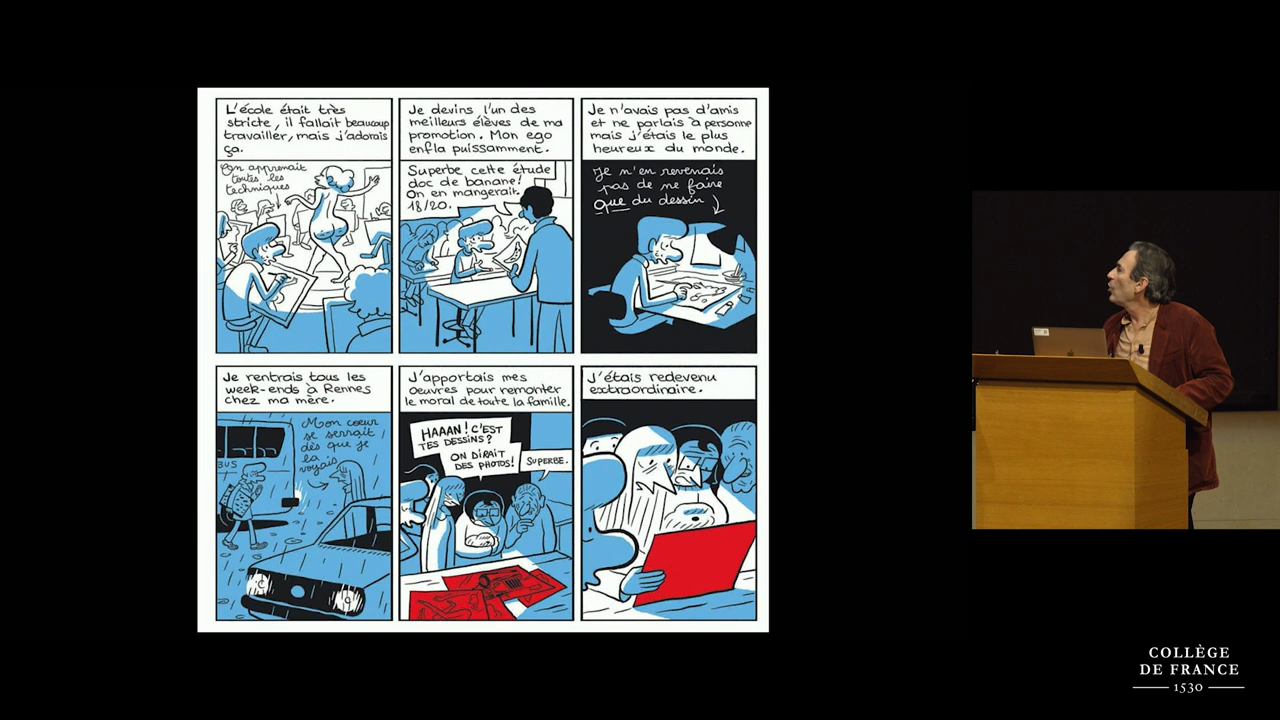 L'école était très
stricte, il fallait beaucoup
travailler, mais j'adorais
ça.
On apprenait
toutes les
techniques
Je devins l'un des
meilleurs élèves de ma
promotion. Mon ego
enfla puissamment.
Superbe cette étude
doc de banane!
On en mangerait.
18/20.
Je n'avais pas d'amis
et ne parlais à personne
mais j'étais le plus
heureux du monde.
Je n'en revenais
pas de ne faire
que du dessin
Je rentrais tous les
week-ends à Rennes
chez ma mère.
Mon cœur
se serrait
dès que je
la
voyais
BUS
J'apportais mes
oeuvres pour remonter
le moral de toute la famille.
HAAAN! C'EST
TES DESSINS?
ON DIRAIT
DES PHOTOS!
SUPERBE.
J'étais redevenu
extraordinaire.
COLLÈGE
DE FRANCE
1530